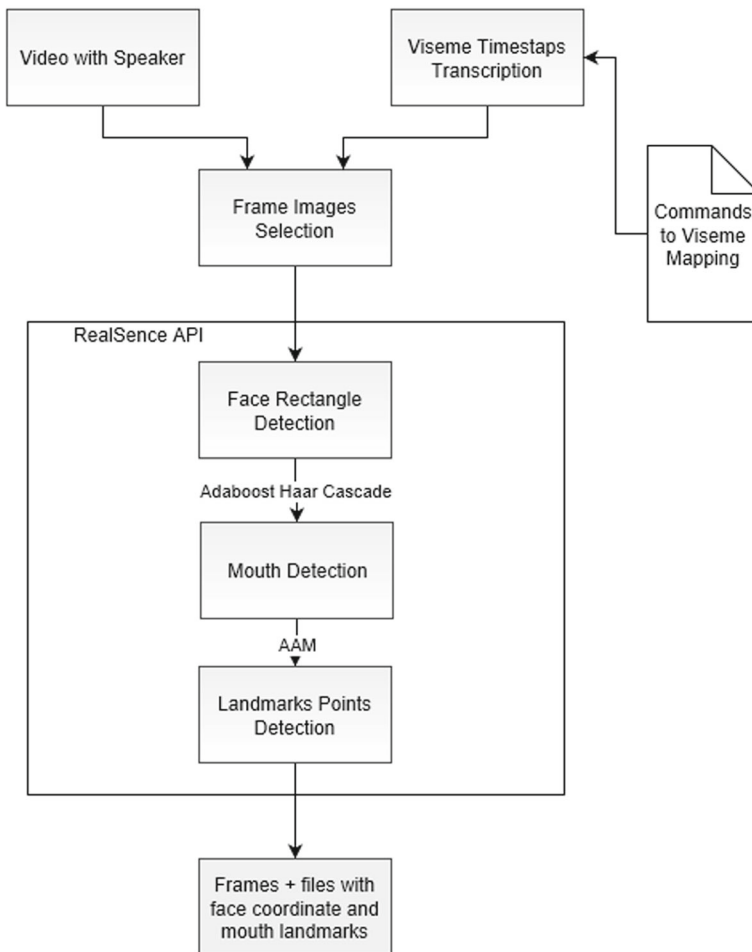 Video with Speaker
Viseme Timestaps
Transcription
Frame Images
Selection
Commands
to Viseme
Mapping
RealSence API
Face Rectangle
Detection
Adaboost Haar Cascade
Mouth Detection
AAM
Landmarks Points
Detection
Frames + files with
face coordinate and
mouth landmarks